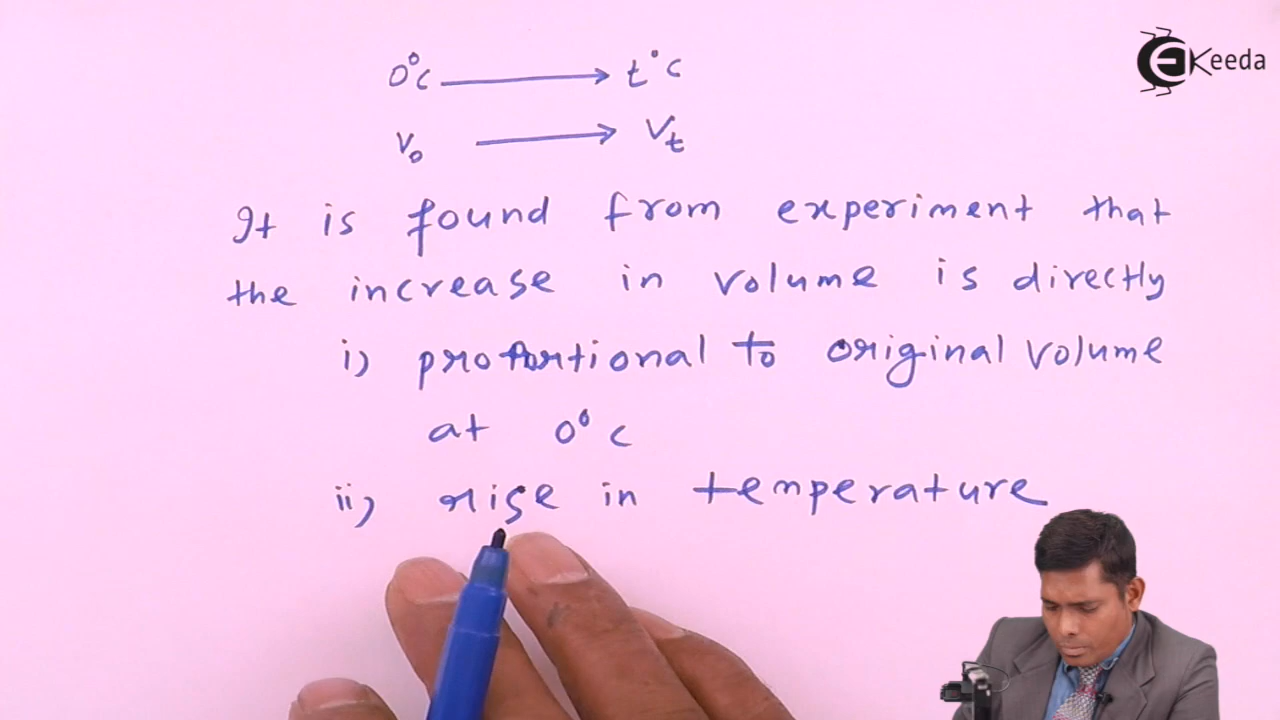 0°C → t°C
V₀ → Vₜ
It is found from experiment that
the increase in volume is directly
i) proportional to original volume
at 0°C
ii) rise in temperature
EKeeda